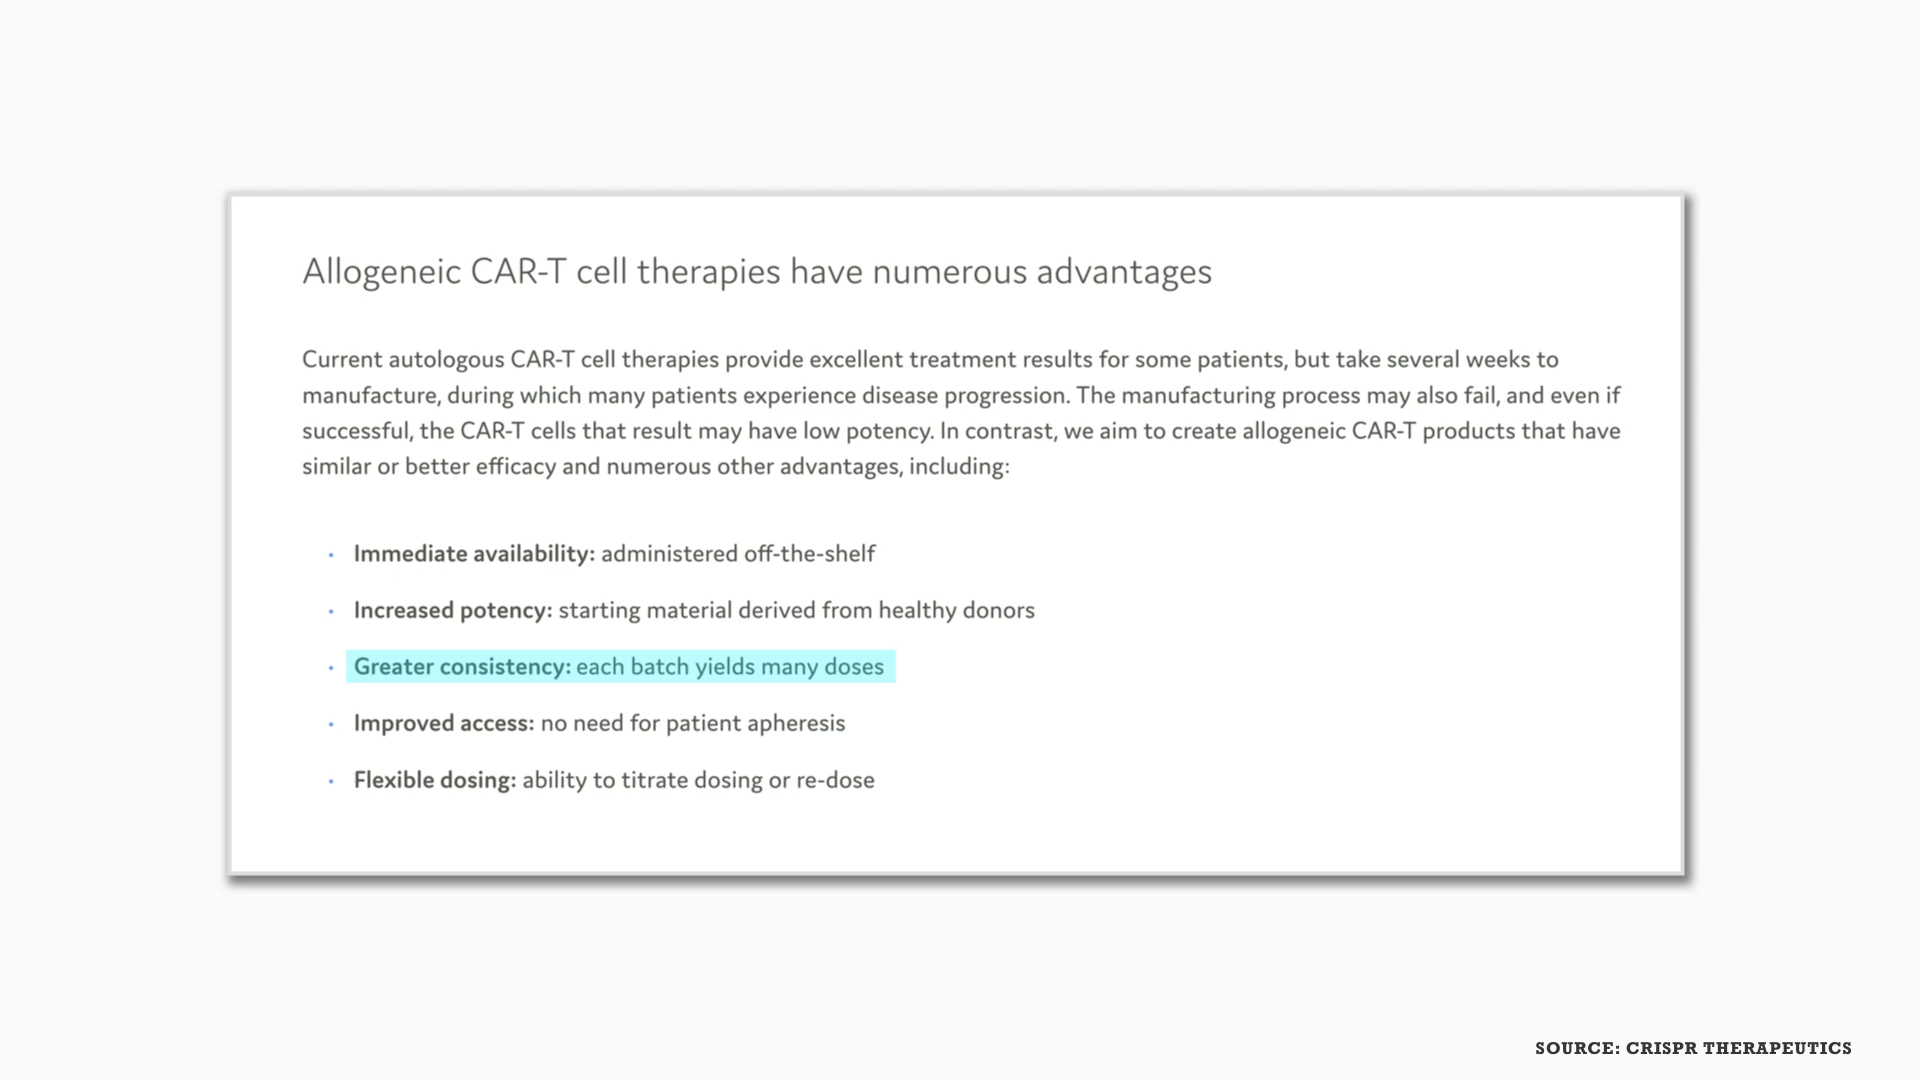 Allogeneic CAR-T cell therapies have numerous advantages
Current autologous CAR-T cell therapies provide excellent treatment results for some patients, but take several weeks to
manufacture, during which many patients experience disease progression. The manufacturing process may also fail, and even if
successful, the CAR-T cells that result may have low potency. In contrast, we aim to create allogeneic CAR-T products that have
similar or better efficacy and numerous other advantages, including:
· Immediate availability: administered off-the-shelf
· Increased potency: starting material derived from healthy donors
· Greater consistency: each batch yields many doses
· Improved access: no need for patient apheresis
· Flexible dosing: ability to titrate dosing or re-dose
SOURCE: CRISPR THERAPEUTICS